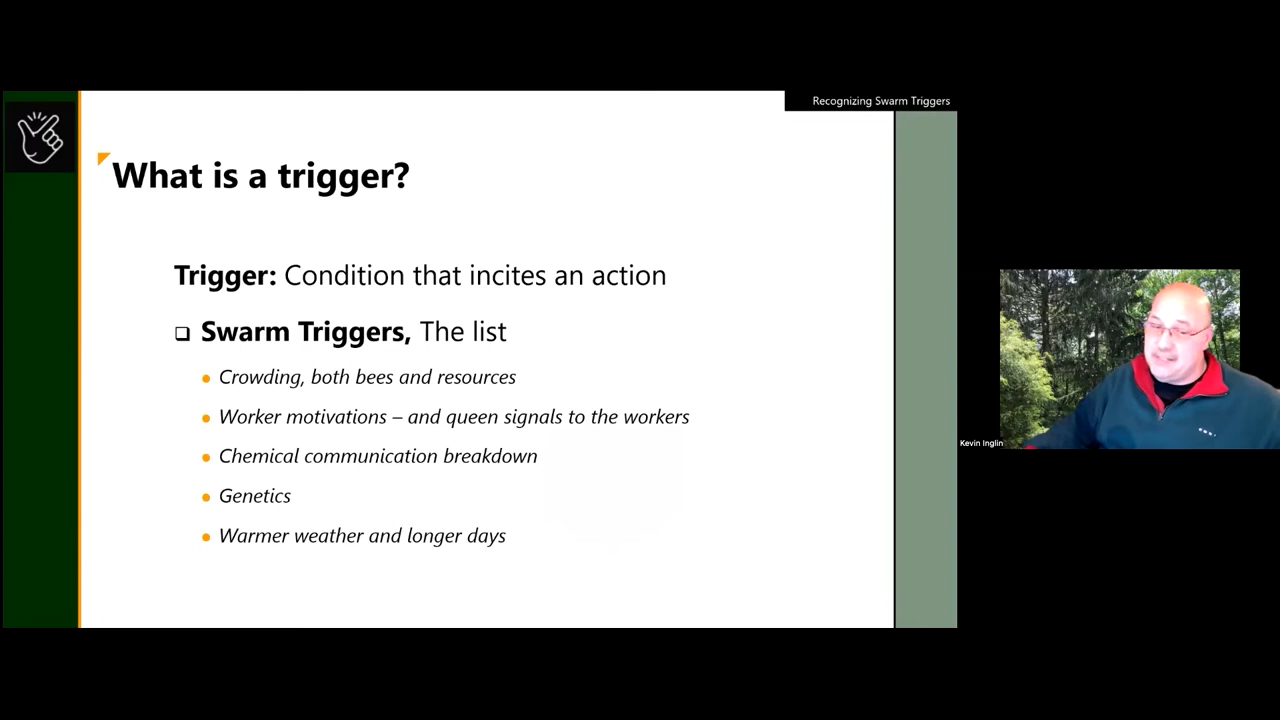 Recognizing Swarm Triggers
What is a trigger?
Trigger: Condition that incites an action
Swarm Triggers, The list
Crowding, both bees and resources
Worker motivations – and queen signals to the workers
Chemical communication breakdown
Genetics
Warmer weather and longer days
Kevin Inglin